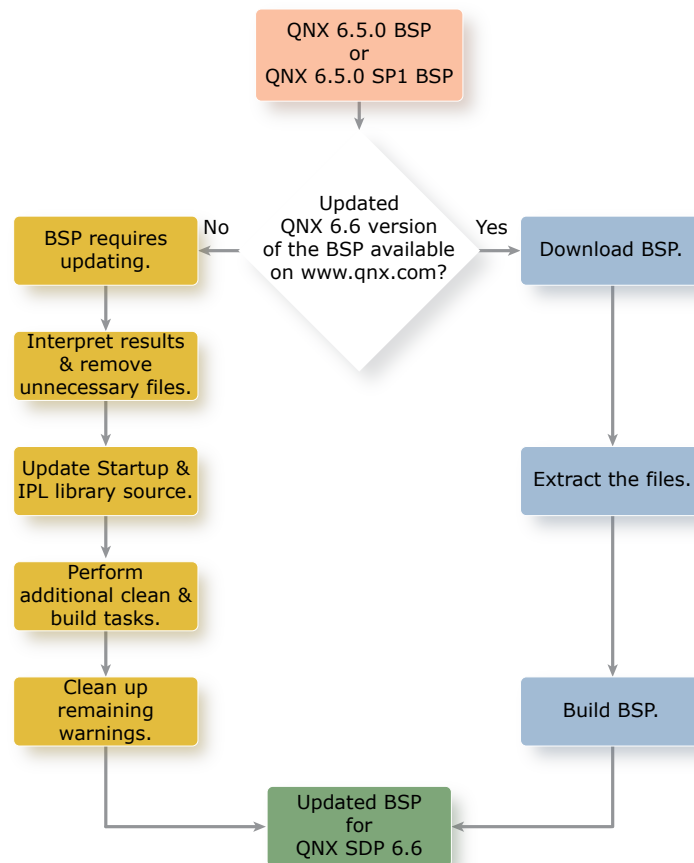 QNX 6.5.0 BSP
or
QNX 6.5.0 SP1 BSP
Updated
QNX 6.6 version
of the BSP available
on www.qnx.com?
No
Yes
BSP requires
updating.
Download BSP.
Interpret results
& remove
unnecessary files.
Update Startup &
IPL library source.
Extract the files.
Perform
additional clean &
build tasks.
Clean up
remaining
warnings.
Build BSP.
Updated BSP
for
QNX SDP 6.6